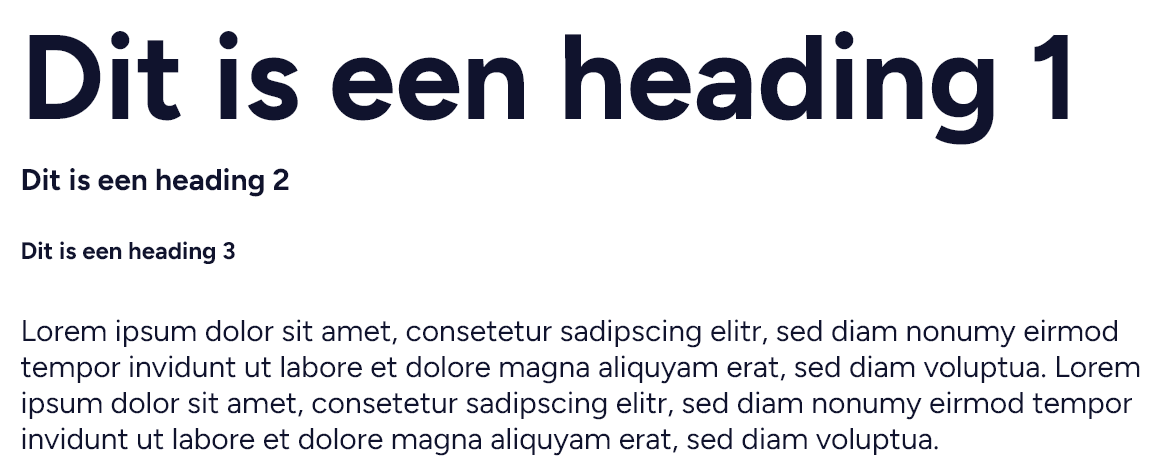 Dit is een heading 1
Dit is een heading 2
Dit is een heading 3
Lorem ipsum dolor sit amet, consetetur sadipscing elitr, sed diam nonumy eirmod
tempor invidunt ut labore et dolore magna aliquyam erat, sed diam voluptua. Lorem
ipsum dolor sit amet, consetetur sadipscing elitr, sed diam nonumy eirmod tempor
invidunt ut labore et dolore magna aliquyam erat, sed diam voluptua.